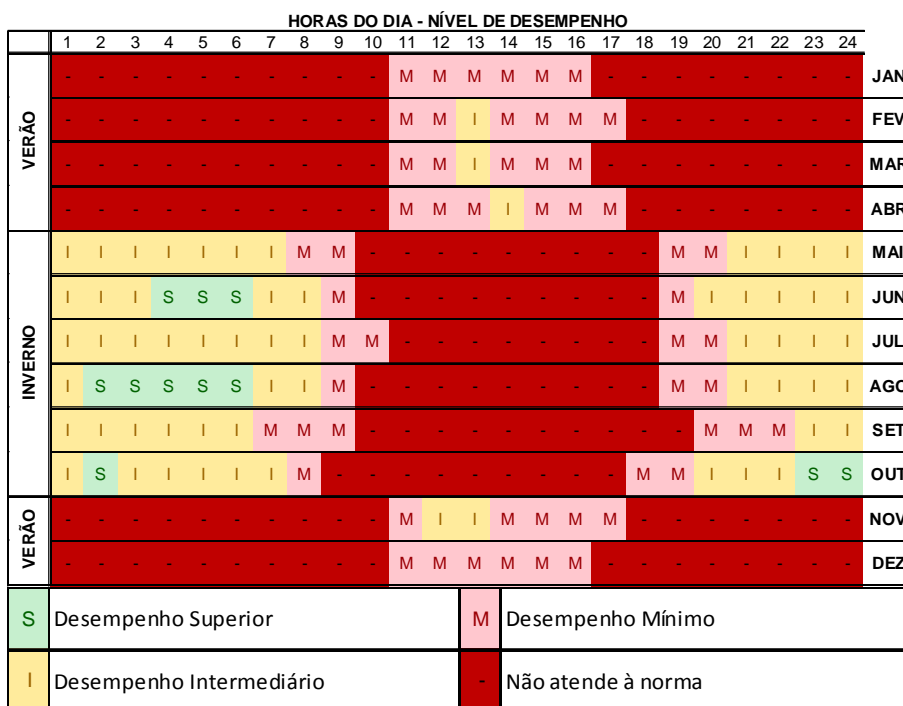 HORAS DO DIA - NÍVEL DE DESEMPENHO
1 2 3 4 5 6 7 8 9 10 11 12 13 14 15 16 17 18 19 20 21 22 23 24
VERÃO
- - - - - - - - - - M M M M M M - - - - - - - - JAN
- - - - - - - - - - M M I M M M M - - - - - - - FEV
- - - - - - - - - - M M I M M M - - - - - - - - MAR
- - - - - - - - - - M M M I M M M - - - - - - - ABR
INVERNO
I I I I I I I M M - - - - - - - - - M M I I I I MAI
I I I S S S I I M - - - - - - - - - M I I I I I JUN
I I I I I I I I M M - - - - - - - - M M I I I I JUL
I S S S S S I I M - - - - - - - - - M M I I I I AGO
I I I I I I M M M - - - - - - - - - - M M M I I SET
I S I I I I I M - - - - - - - - - M M I I I S S OUT
VERÃO
- - - - - - - - - - M I I M M M M - - - - - - - NOV
- - - - - - - - - - M M M M M M - - - - - - - - DEZ
S Desempenho Superior M Desempenho Mínimo
I Desempenho Intermediário - Não atende à norma